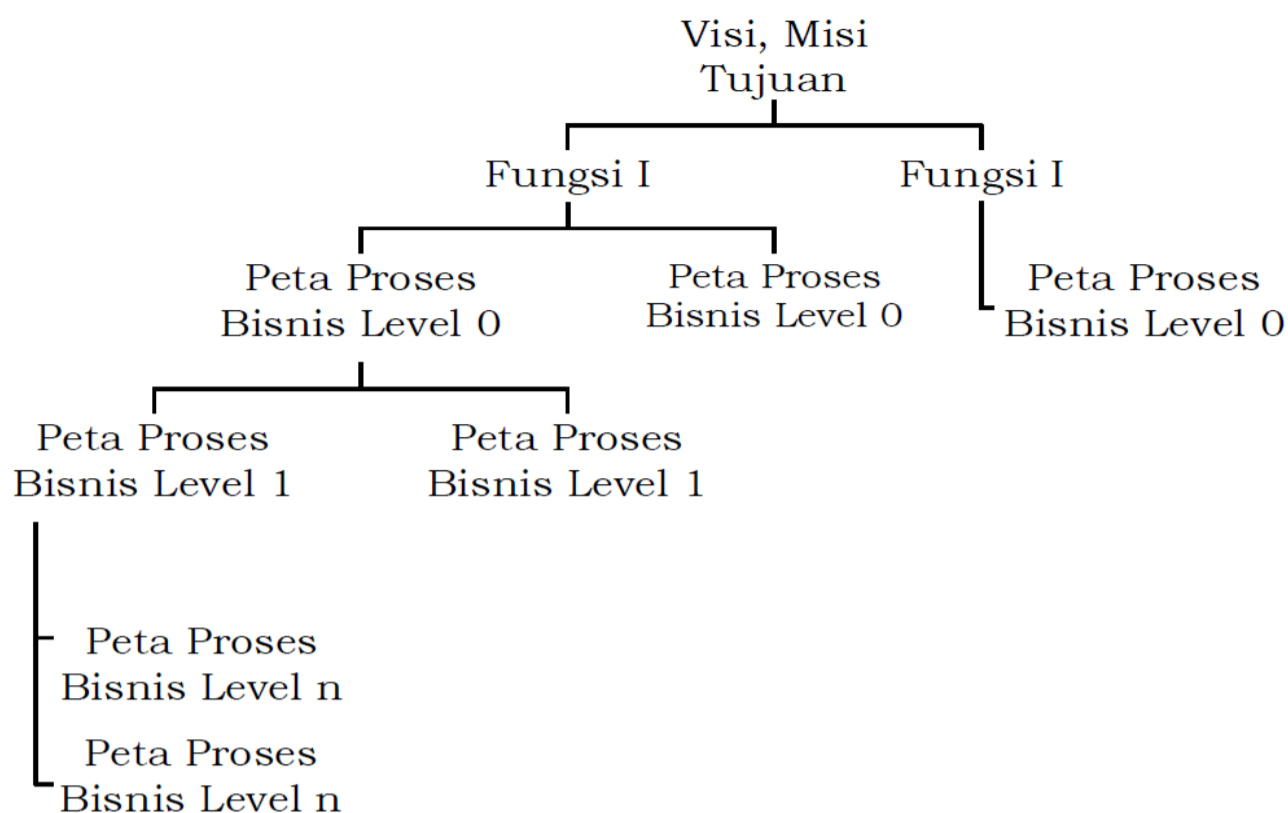 Visi, Misi
Tujuan
Fungsi I
Fungsi I
Peta Proses
Bisnis Level 0
Peta Proses
Bisnis Level 0
Peta Proses
Bisnis Level 0
Peta Proses
Bisnis Level 1
Peta Proses
Bisnis Level 1
Peta Proses
Bisnis Level n
Peta Proses
Bisnis Level n